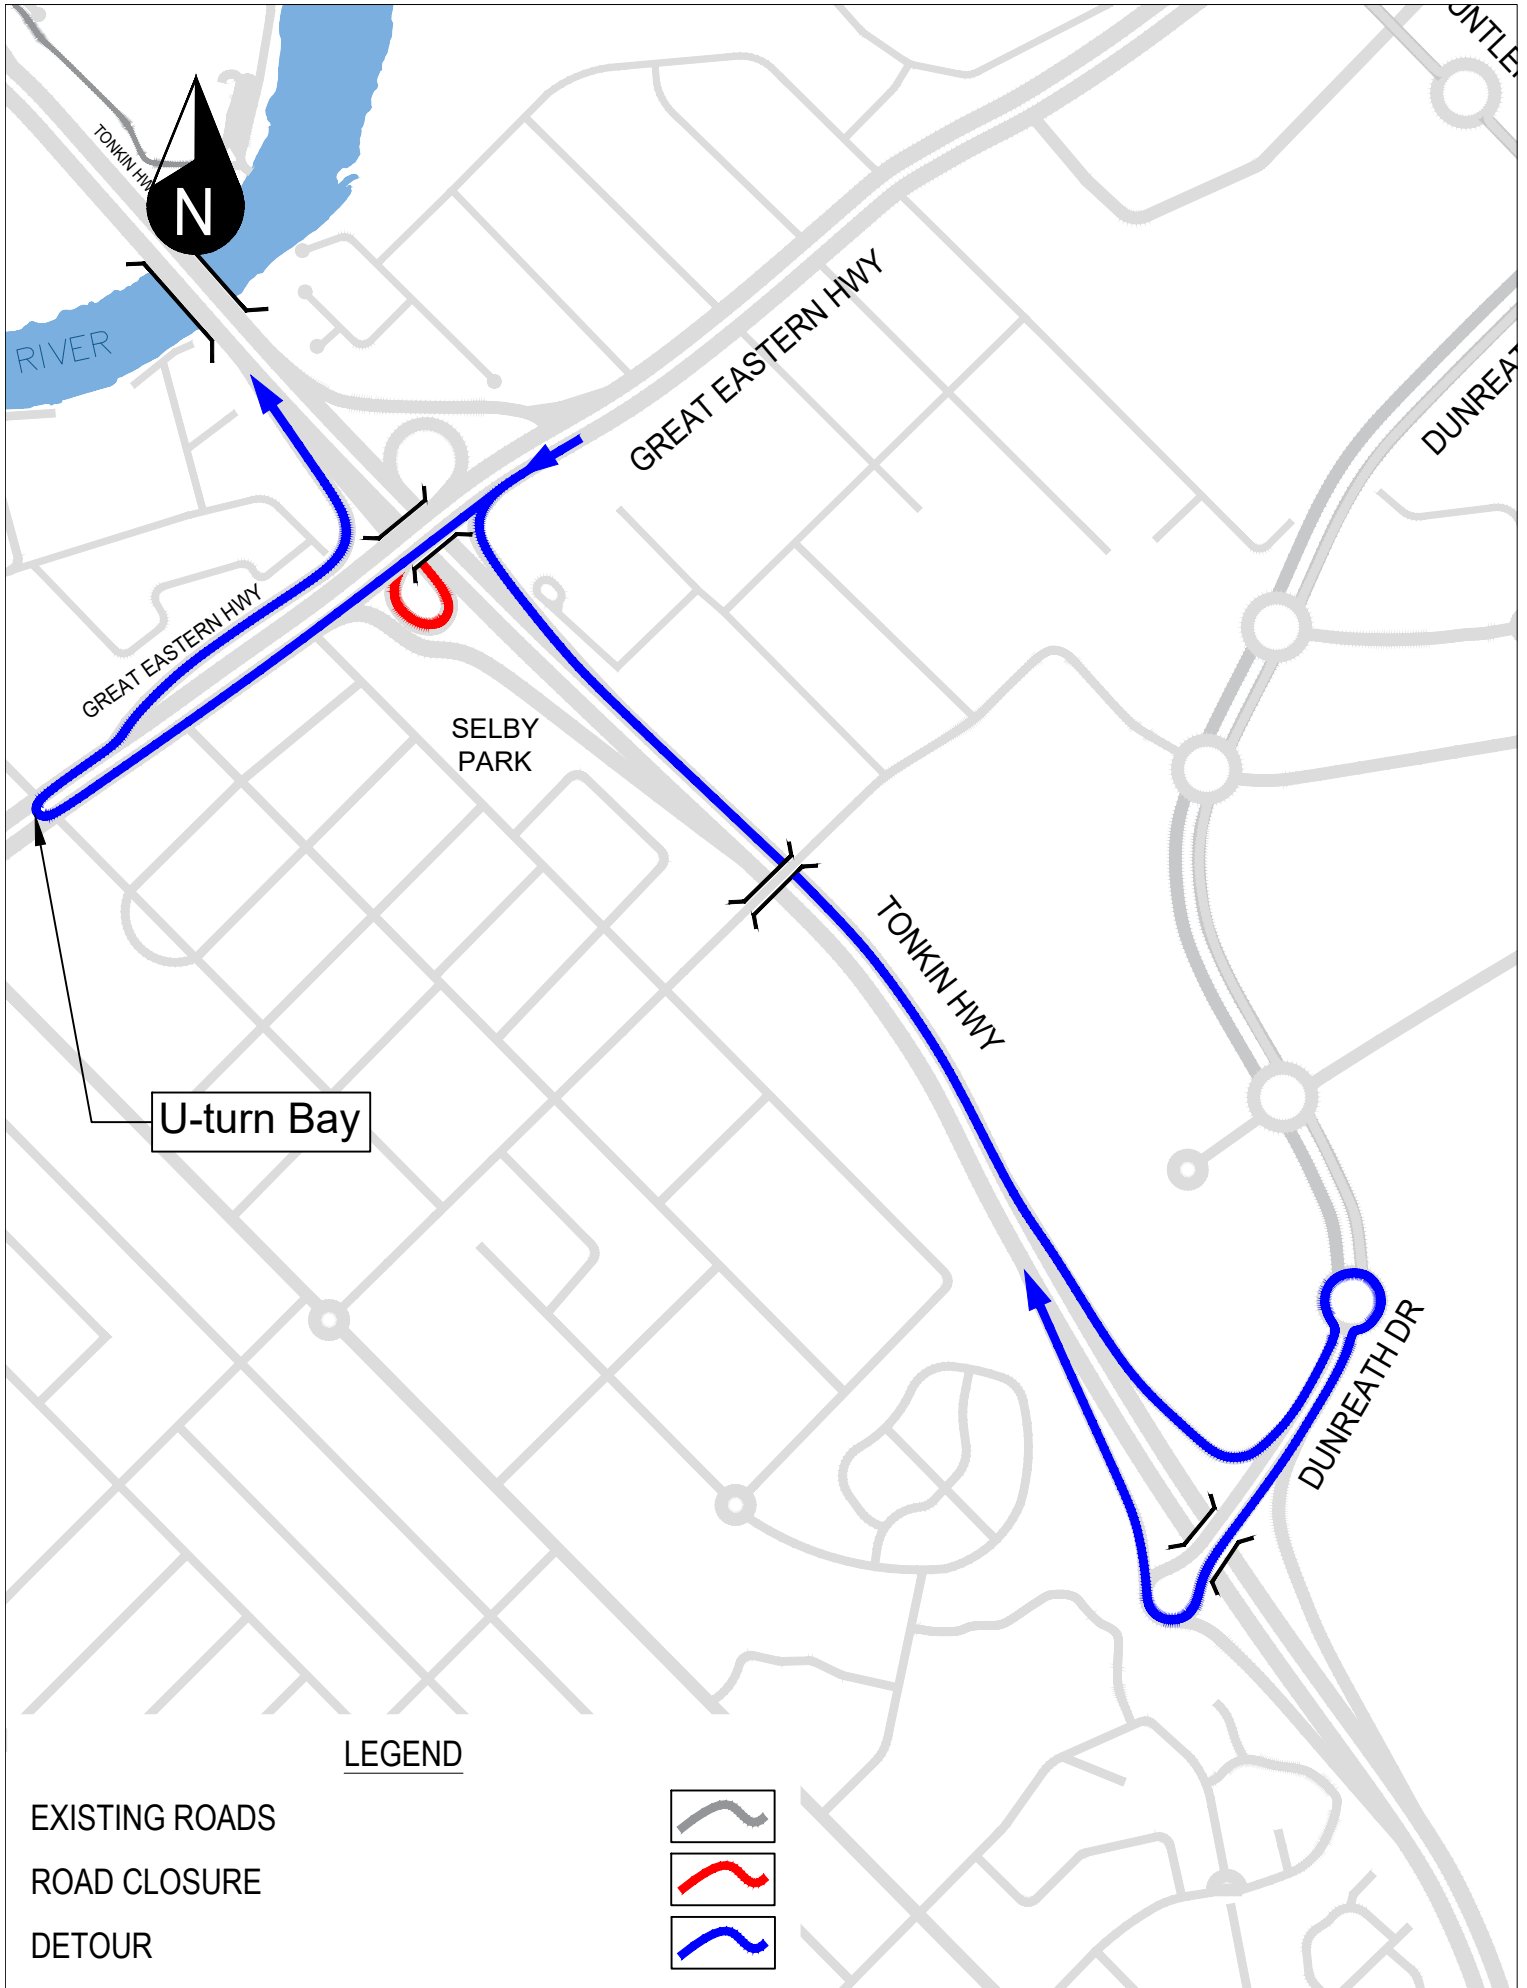 TONKIN
N
RIVER
GREAT EASTERN HWY
GREAT EASTERN HWY
SELBY
PARK
TONKIN HWY
U-turn Bay
DUNREATH DR
LEGEND
EXISTING ROADS
ROAD CLOSURE
DETOUR